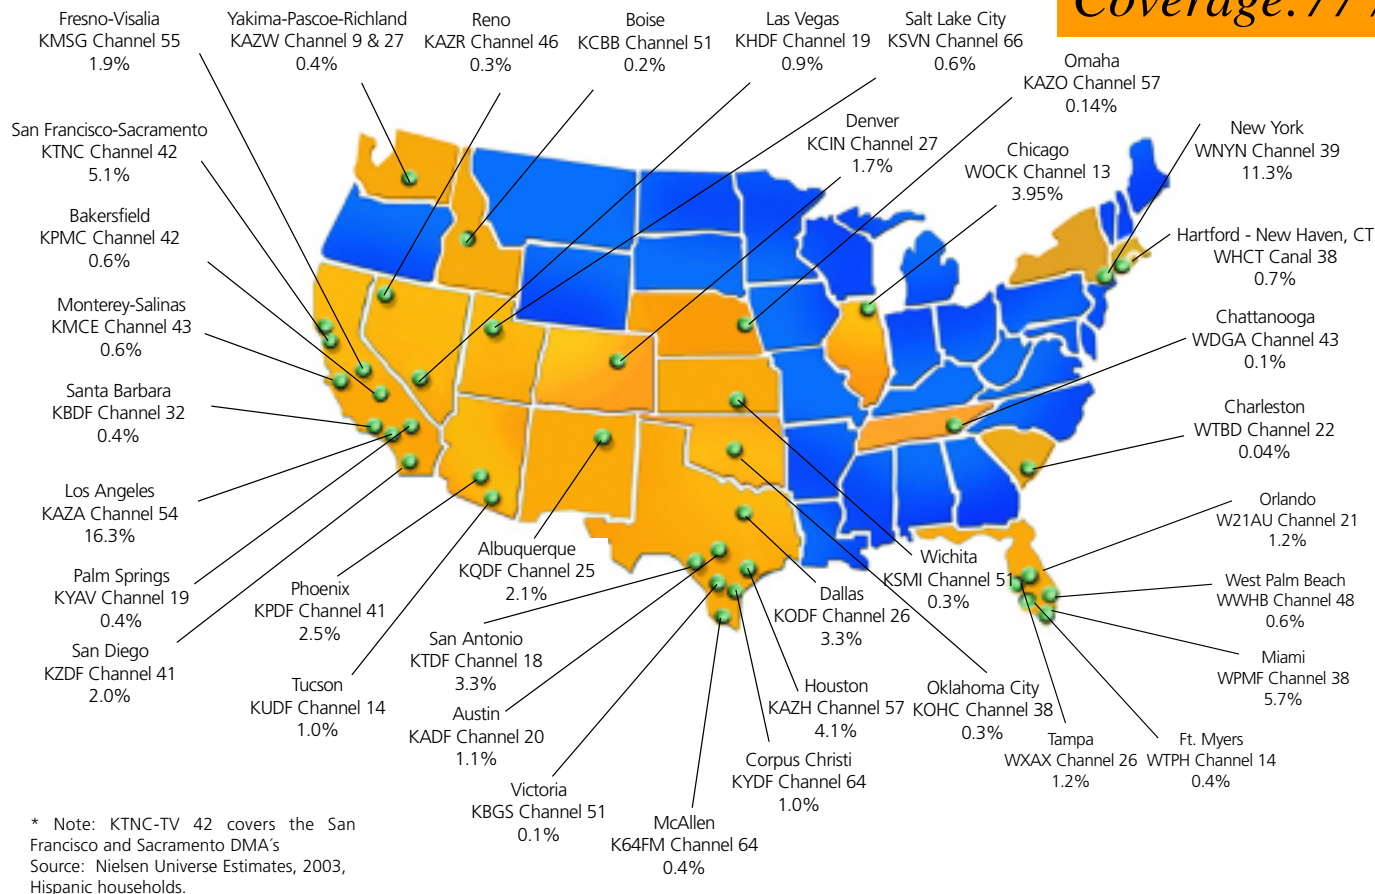 Coverage: 77
Fresno-Visalia
KMSG Channel 55
1.9%
Yakima-Pascoe-Richland
KAZW Channel 9 & 27
0.4%
Reno
KAZR Channel 46
0.3%
Boise
KCBB Channel 51
0.2%
Las Vegas
KHDF Channel 19
0.9%
Salt Lake City
KSVN Channel 66
0.6%
Omaha
KAZO Channel 57
0.14%
San Francisco-Sacramento
KTNC Channel 42
5.1%
Denver
KCIN Channel 27
1.7%
Chicago
WOCK Channel 13
3.95%
New York
WNYN Channel 39
11.3%
Bakersfield
KPMC Channel 42
0.6%
Hartford - New Haven, CT
WHCT Canal 38
0.7%
Monterey-Salinas
KMCE Channel 43
0.6%
Chattanooga
WDGA Channel 43
0.1%
Santa Barbara
KBDF Channel 32
0.4%
Charleston
WTBD Channel 22
0.04%
Los Angeles
KAZA Channel 54
16.3%
Orlando
W21AU Channel 21
1.2%
Palm Springs
KYAV Channel 19
0.4%
Phoenix
KPDF Channel 41
2.5%
Albuquerque
KQDF Channel 25
2.1%
Dallas
KODF Channel 26
3.3%
Wichita
KSMI Channel 51
0.3%
West Palm Beach
WWHB Channel 48
0.6%
San Diego
KZDF Channel 41
2.0%
San Antonio
KTDF Channel 18
3.3%
Miami
WPMF Channel 38
5.7%
Tucson
KUDF Channel 14
1.0%
Austin
KADF Channel 20
1.1%
Houston
KAZH Channel 57
4.1%
Oklahoma City
KOHC Channel 38
0.3%
Tampa
WXAX Channel 26
1.2%
Ft. Myers
WTPH Channel 14
0.4%
Victoria
KBGS Channel 51
0.1%
Corpus Christi
KYDF Channel 64
1.0%
McAllen
K64FM Channel 64
0.4%
* Note: KTNC-TV 42 covers the San
Francisco and Sacramento DMA´s
Source: Nielsen Universe Estimates, 2003,
Hispanic households.